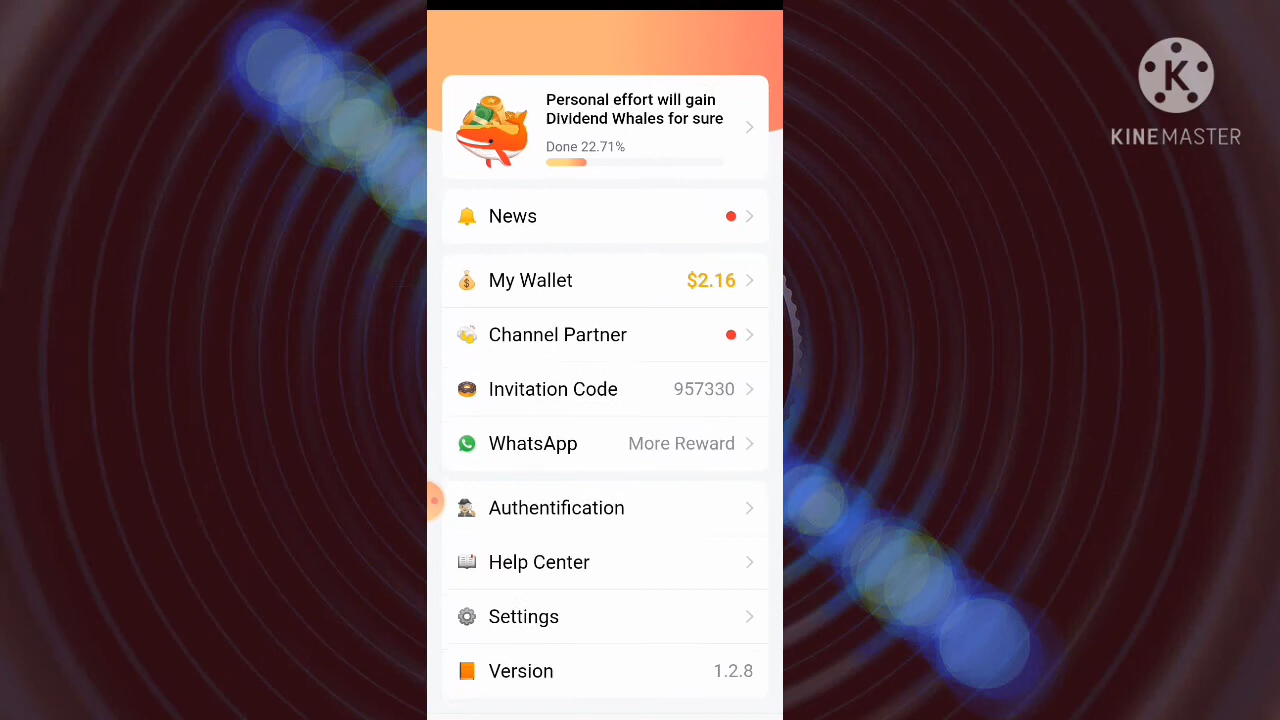 Personal effort will gain
Dividend Whales for sure
Done 22.71%
News
My Wallet $2.16
Channel Partner
Invitation Code 957330
WhatsApp More Reward
Authentification
Help Center
Settings
Version 1.2.8
K
KINEMASTER